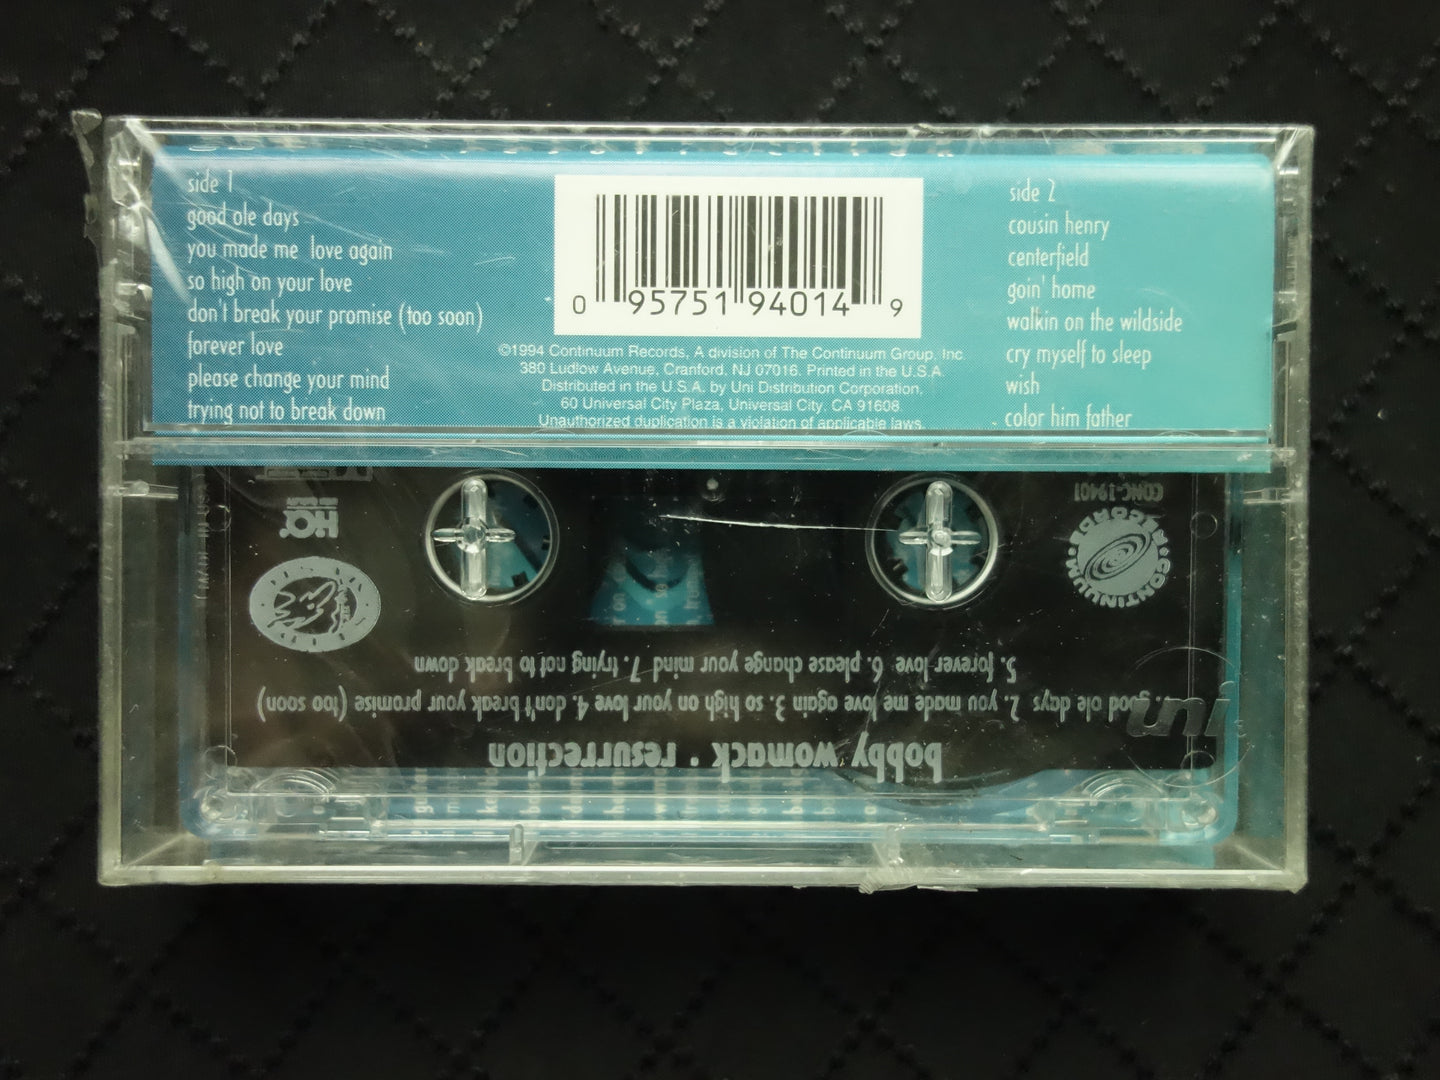 side 1
good ole days
you made me love again
so high on your love
don't break your promise (too soon)
forever love
please change your mind
trying not to break down
0 95751 94014 9
©1994 Continuum Records, A division of The Continuum Group, Inc.
380 Ludlow Avenue, Cranford, NJ 07016. Printed in the U.S.A.
Distributed in the U.S.A. by Uni Distribution Corporation,
60 Universal City Plaza, Universal City, CA 91608.
Unauthorized duplication is a violation of applicable laws.
side 2
cousin henry
centerfield
goin' home
walkin on the wildside
cry myself to sleep
wish
color him father
bobby womack · resurrection
good ole days 2. you made me love again 3. so high on your love 4. don't break your promise (too soon)
5. forever love 6. please change your mind 7. trying not to break down
CONTINUUM RECORDS
CONC-19401
HQ
jun